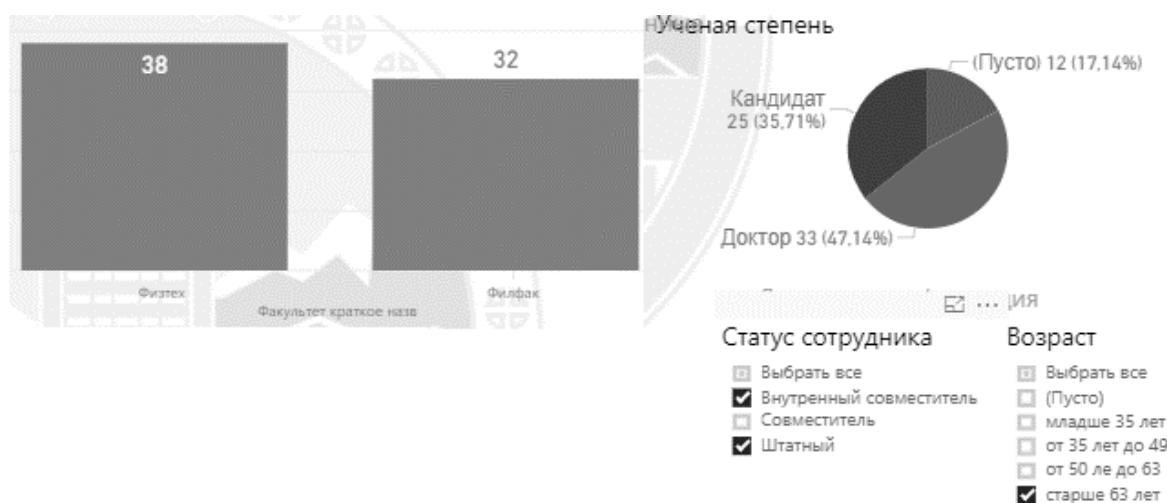 38
32
Физтех
Филфак
Факультет краткое назв
Ученая степень
(Пусто) 12 (17,14%)
Кандидат
25 (35,71%)
Доктор 33 (47,14%)
ция
Статус сотрудника
Выбрать все
Внутренный совместитель
Совместитель
Штатный
Возраст
Выбрать все
(Пусто)
младше 35 лет
от 35 лет до 49
от 50 ле до 63
старше 63 лет